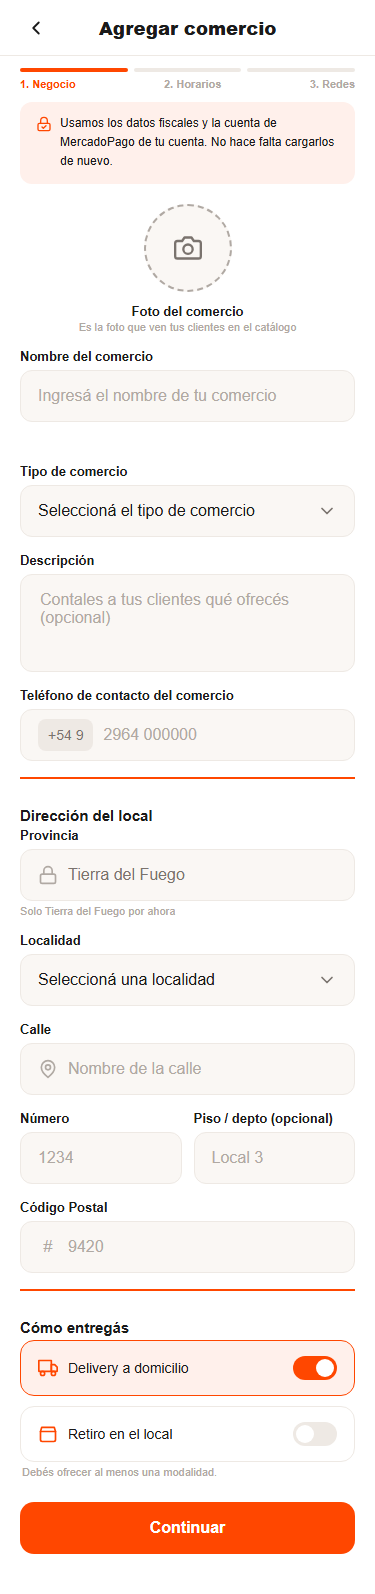 Agregar comercio
1. Negocio
2. Horarios
3. Redes
Usamos los datos fiscales y la cuenta de
MercadoPago de tu cuenta. No hace falta cargarlos
de nuevo.
Foto del comercio
Es la foto que ven tus clientes en el catálogo
Nombre del comercio
Ingresá el nombre de tu comercio
Tipo de comercio
Seleccioná el tipo de comercio
Descripción
Contales a tus clientes qué ofrecés
(opcional)
Teléfono de contacto del comercio
+54 9 2964 000000
Dirección del local
Provincia
Tierra del Fuego
Solo Tierra del Fuego por ahora
Localidad
Seleccioná una localidad
Calle
Nombre de la calle
Número
Piso / depto (opcional)
1234
Local 3
Código Postal
# 9420
Cómo entregás
Delivery a domicilio
Retiro en el local
Debés ofrecer al menos una modalidad.
Continuar